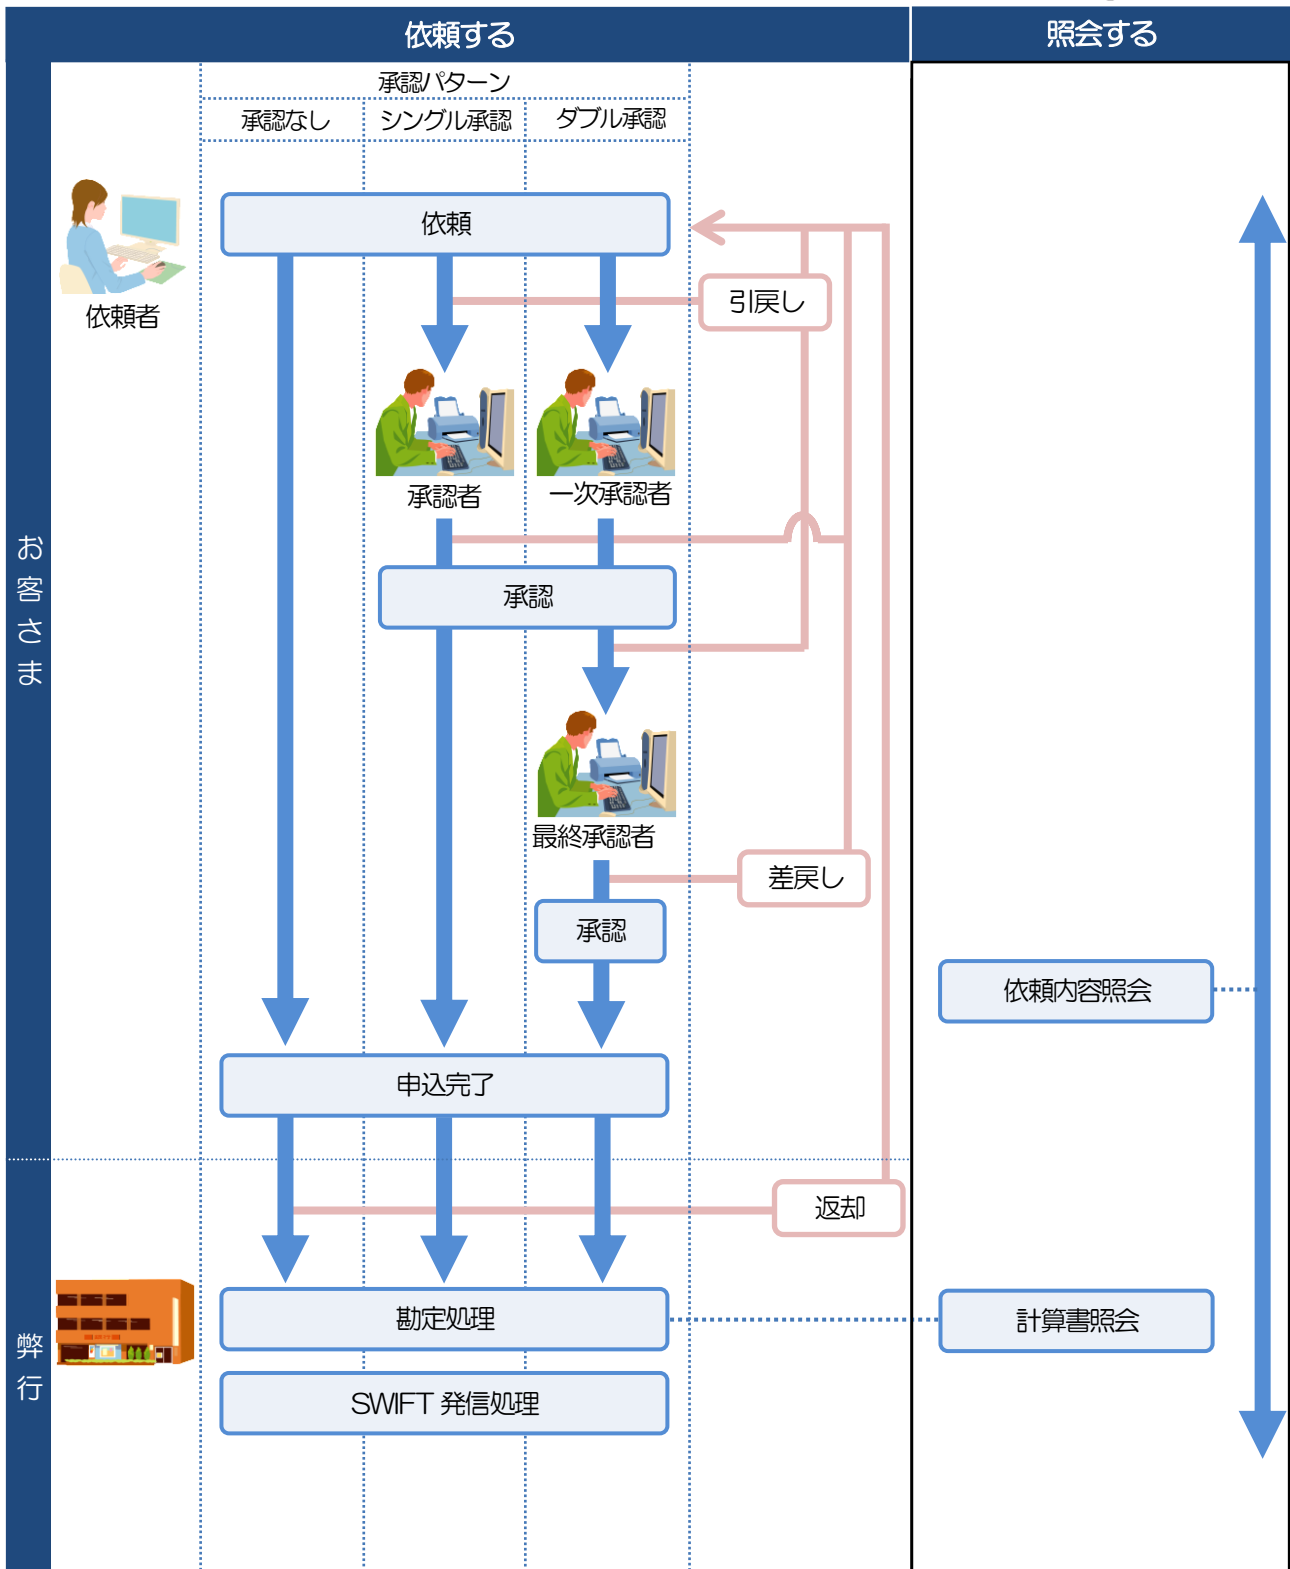 依頼する
照会する
承認パターン
承認なし
シングル承認
ダブル承認
依頼
引戻し
依頼者
承認者
一次承認者
お客さま
承認
最終承認者
差戻し
承認
依頼内容照会
申込完了
返却
勘定処理
計算書照会
弊行
SWIFT 発信処理